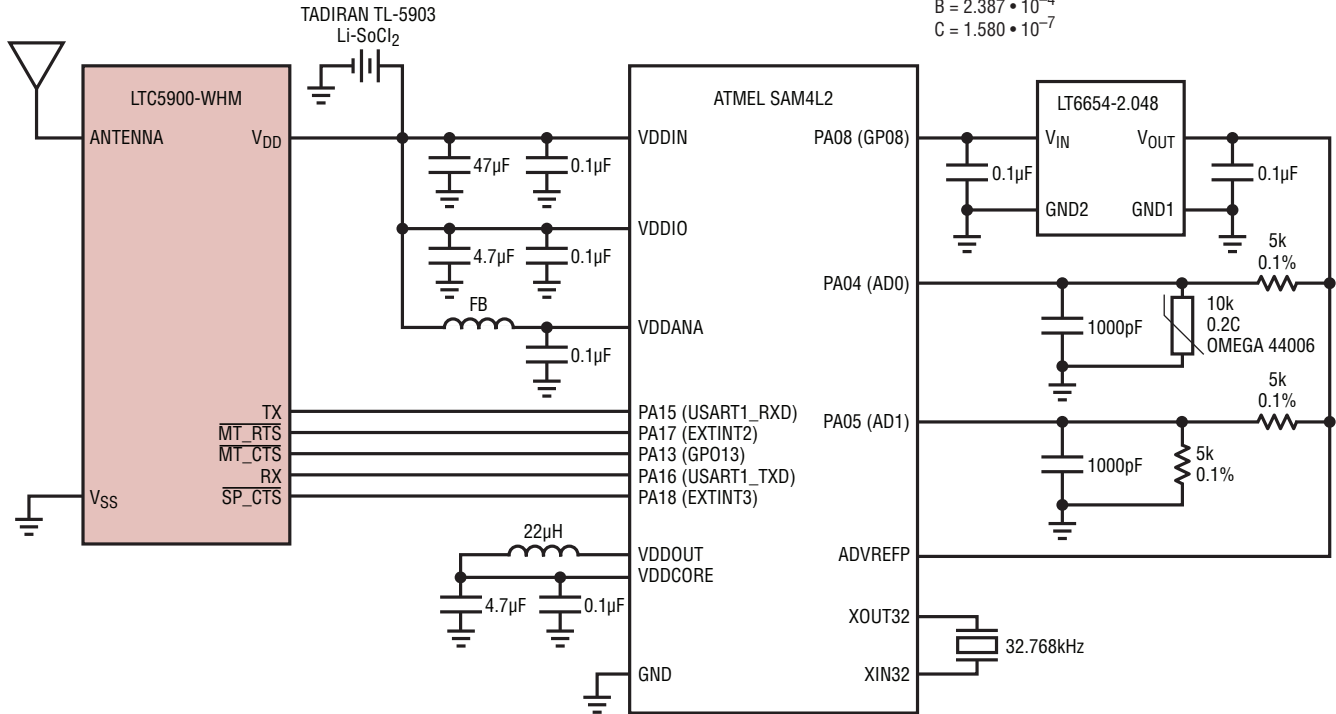 B = 2.387 • 10⁻⁴
C = 1.580 • 10⁻⁷
TADIRAN TL-5903
Li-SoCl₂
LTC5900-WHM
ANTENNA
V_DD
TX
MT_RTS
MT_CTS
RX
SP_CTS
V_SS
47µF
0.1µF
4.7µF
0.1µF
FB
0.1µF
22µH
4.7µF
0.1µF
ATMEL SAM4L2
VDDIN
VDDIO
VDDANA
PA15 (USART1_RXD)
PA17 (EXTINT2)
PA13 (GPO13)
PA16 (USART1_TXD)
PA18 (EXTINT3)
VDDOUT
VDDCORE
GND
PA08 (GP08)
PA04 (AD0)
PA05 (AD1)
ADVREFP
XOUT32
XIN32
0.1µF
LT6654-2.048
V_IN
V_OUT
GND2
GND1
0.1µF
5k
0.1%
1000pF
10k
0.2C
OMEGA 44006
5k
0.1%
1000pF
5k
0.1%
32.768kHz